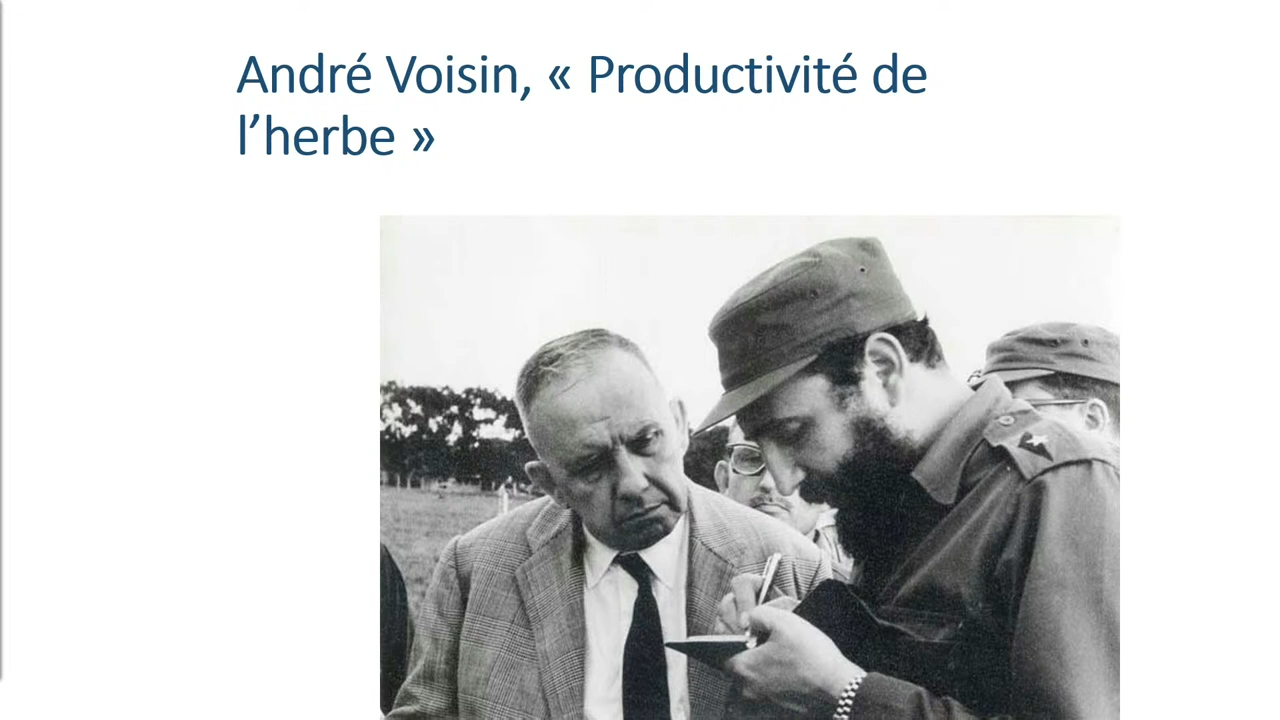 André Voisin, « Productivité de
l’herbe »